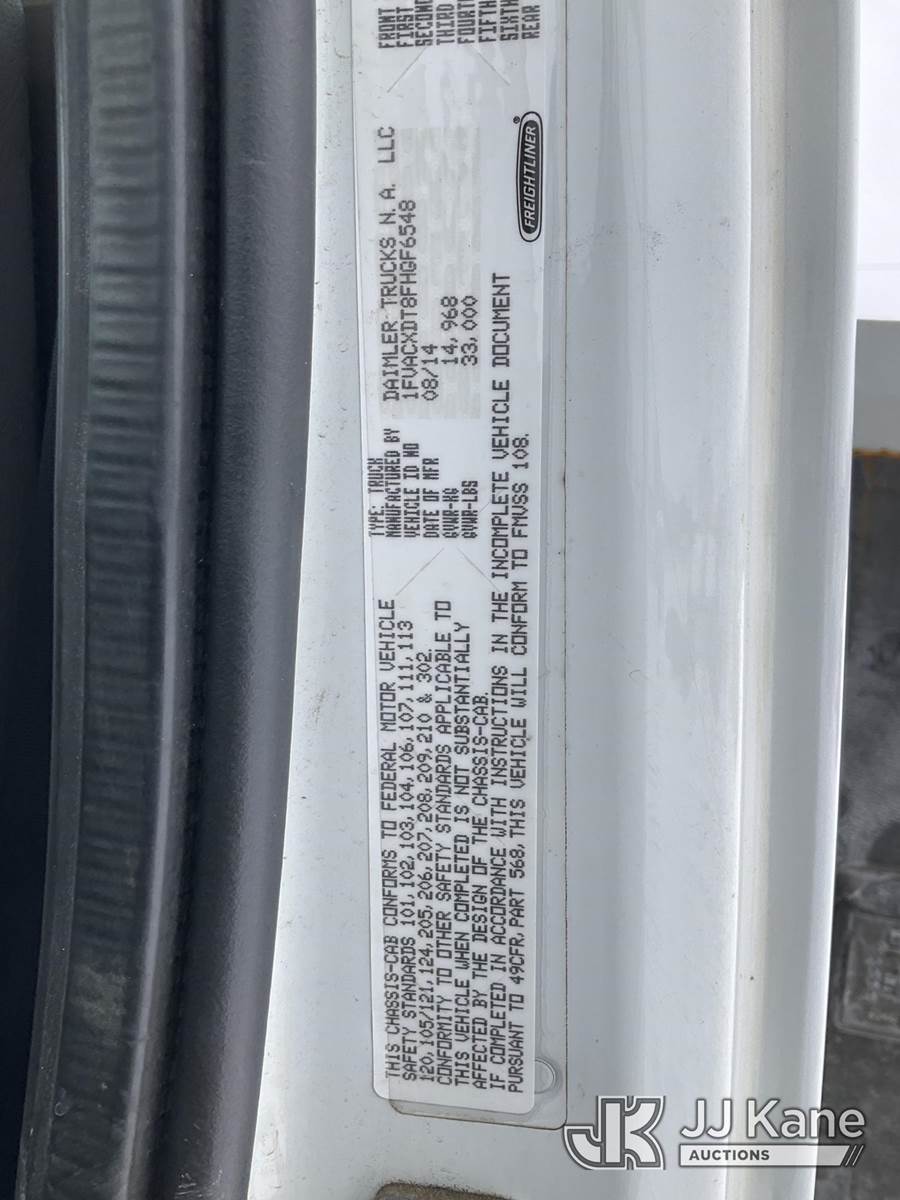 THIS CHASSIS-CAB CONFORMS TO FEDERAL MOTOR VEHICLE
SAFETY STANDARDS 101, 102, 103, 104, 106, 107, 111, 113
120, 105/121, 124, 205, 206, 207, 208, 209, 210 & 302.
CONFORMITY TO OTHER SAFETY STANDARDS APPLICABLE TO
THIS VEHICLE WHEN COMPLETED IS NOT SUBSTANTIALLY
AFFECTED BY THE DESIGN OF THE CHASSIS-CAB.
IF COMPLETED IN ACCORDANCE WITH INSTRUCTIONS IN THE INCOMPLETE VEHICLE DOCUMENT
PURSUANT TO 49CFR, PART 568, THIS VEHICLE WILL CONFORM TO FMVSS 108.
TYPE: TRUCK
MANUFACTURED BY DAIMLER TRUCKS N.A. LLC
VEHICLE ID NO 1FVACXDT8FHGF6548
DATE OF MFR 08/14
GVWR-KG 14,968
GVWR-LBS 33,000
FREIGHTLINER®
FRONT
FIRST
SECOND
THIRD
FOURTH
FIFTH
SIXTH
REAR
JK JJ Kane
AUCTIONS